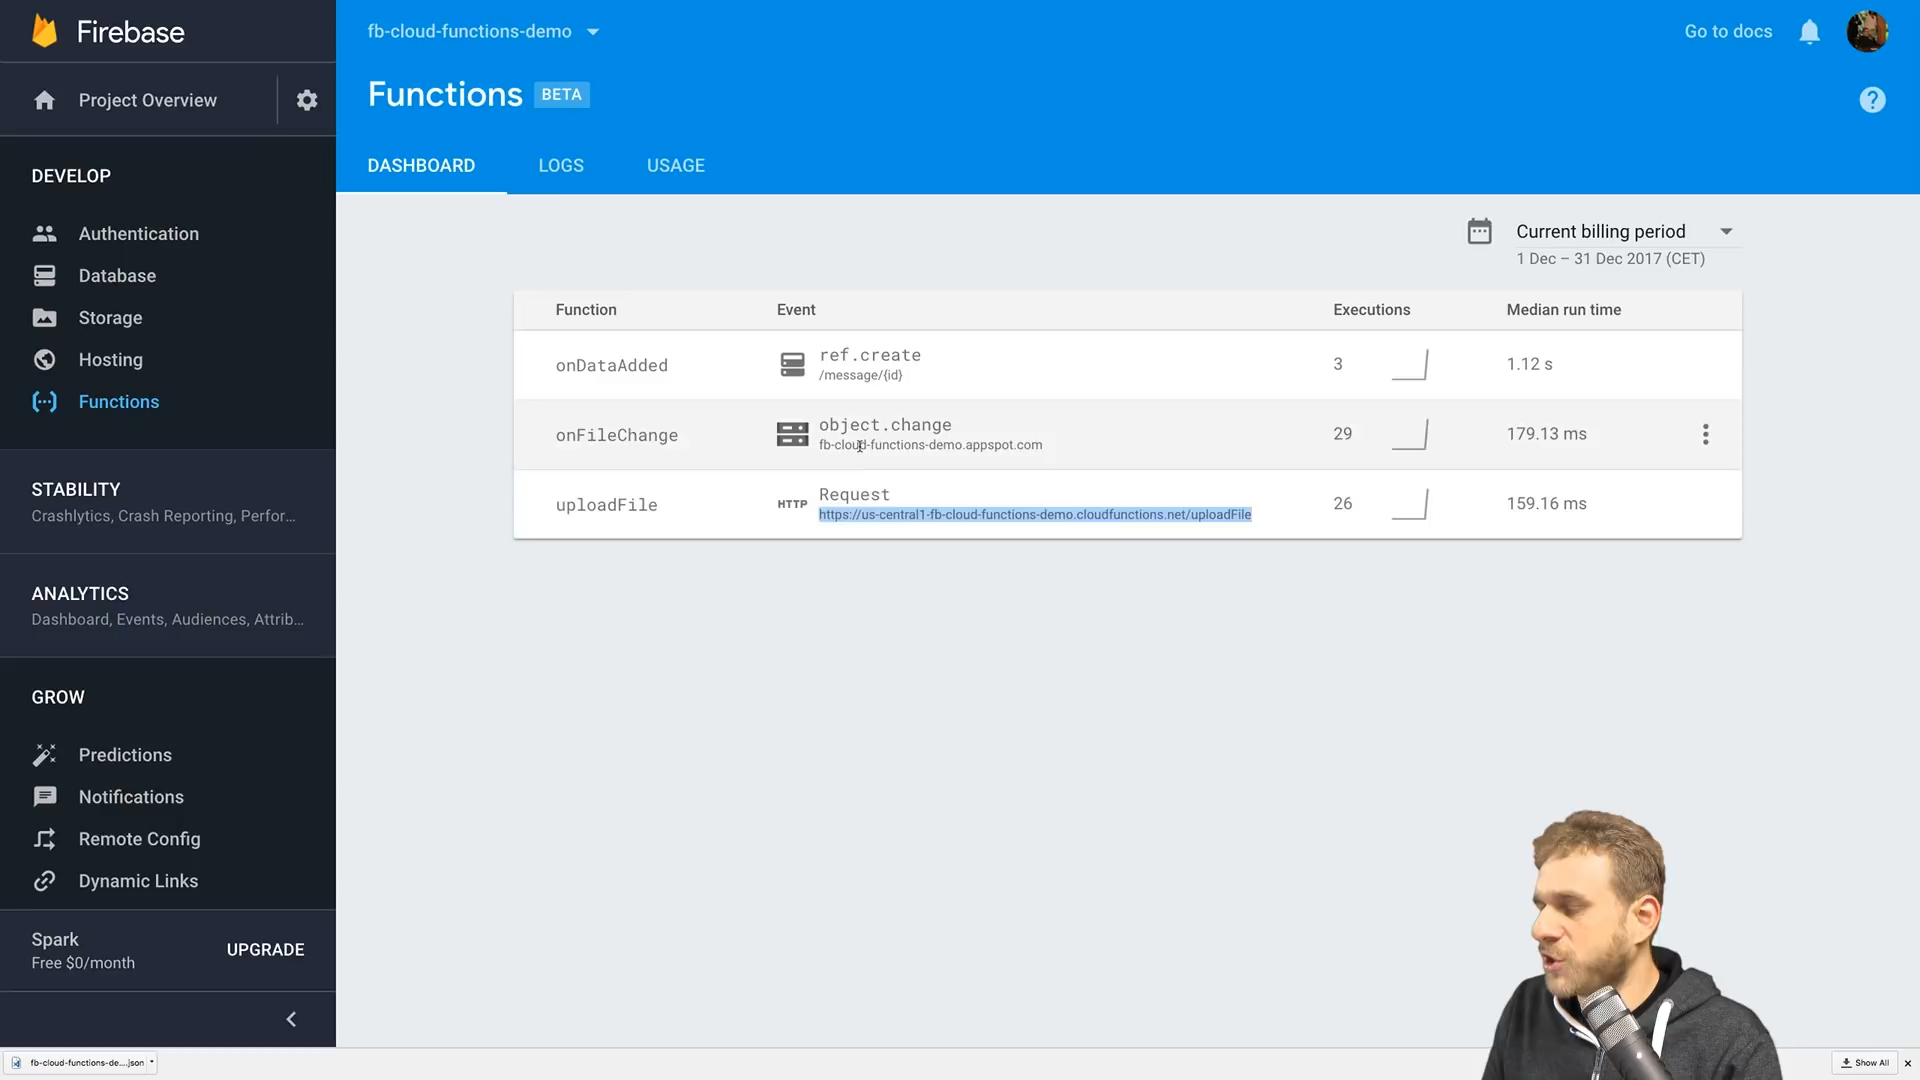 Firebase
fb-cloud-functions-demo
Go to docs
Project Overview
Functions BETA
DASHBOARD LOGS USAGE
DEVELOP
Authentication
Database
Storage
Hosting
Functions
STABILITY
Crashlytics, Crash Reporting, Perfor...
ANALYTICS
Dashboard, Events, Audiences, Attrib...
GROW
Predictions
Notifications
Remote Config
Dynamic Links
Spark
Free $0/month
UPGRADE
Current billing period
1 Dec – 31 Dec 2017 (CET)
Function Event Executions Median run time
onDataAdded ref.create 3 1.12 s
/message/{id}
onFileChange object.change 29 179.13 ms
fb-cloud-functions-demo.appspot.com
uploadFile HTTP Request 26 159.16 ms
https://us-central1-fb-cloud-functions-demo.cloudfunctions.net/uploadFile
fb-cloud-functions-de....json
Show All